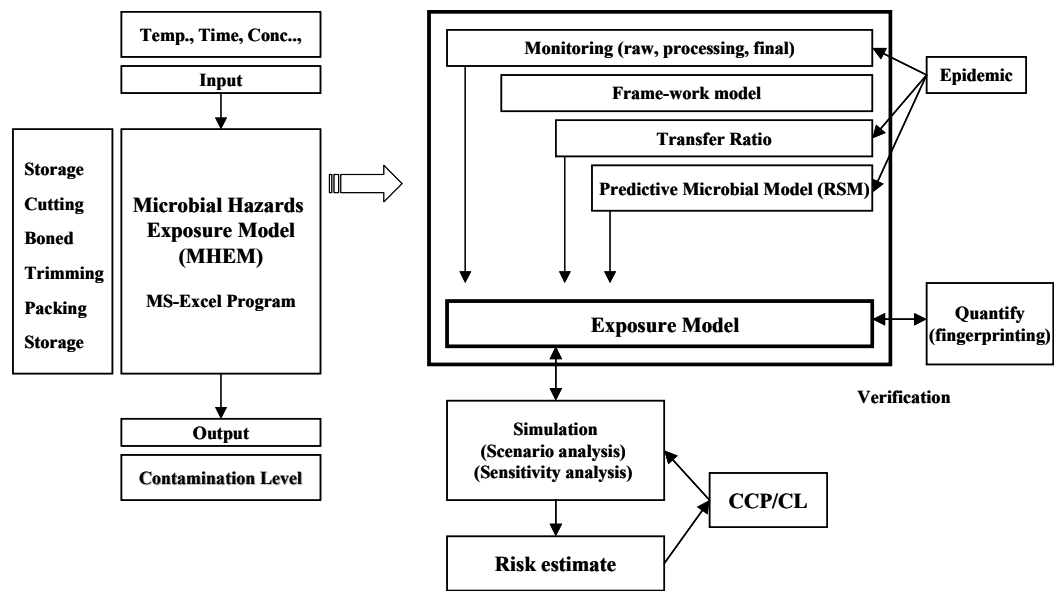 Temp., Time, Conc..,
Input
Storage
Cutting
Boned
Trimming
Packing
Storage
Microbial Hazards
Exposure Model
(MHEM)
MS-Excel Program
Output
Contamination Level
Monitoring (raw, processing, final)
Frame-work model
Transfer Ratio
Predictive Microbial Model (RSM)
Epidemic
Exposure Model
Quantify
(fingerprinting)
Verification
Simulation
(Scenario analysis)
(Sensitivity analysis)
CCP/CL
Risk estimate